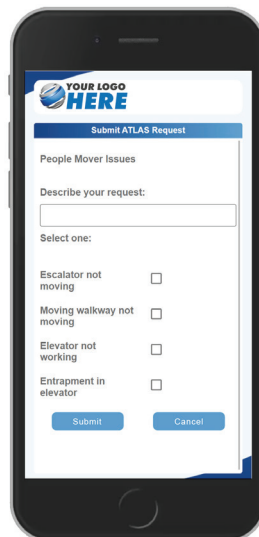 YOUR LOGO
HERE
Submit ATLAS Request
People Mover Issues
Describe your request:
Select one:
Escalator not
moving
Moving walkway not
moving
Elevator not
working
Entrapment in
elevator
Submit
Cancel